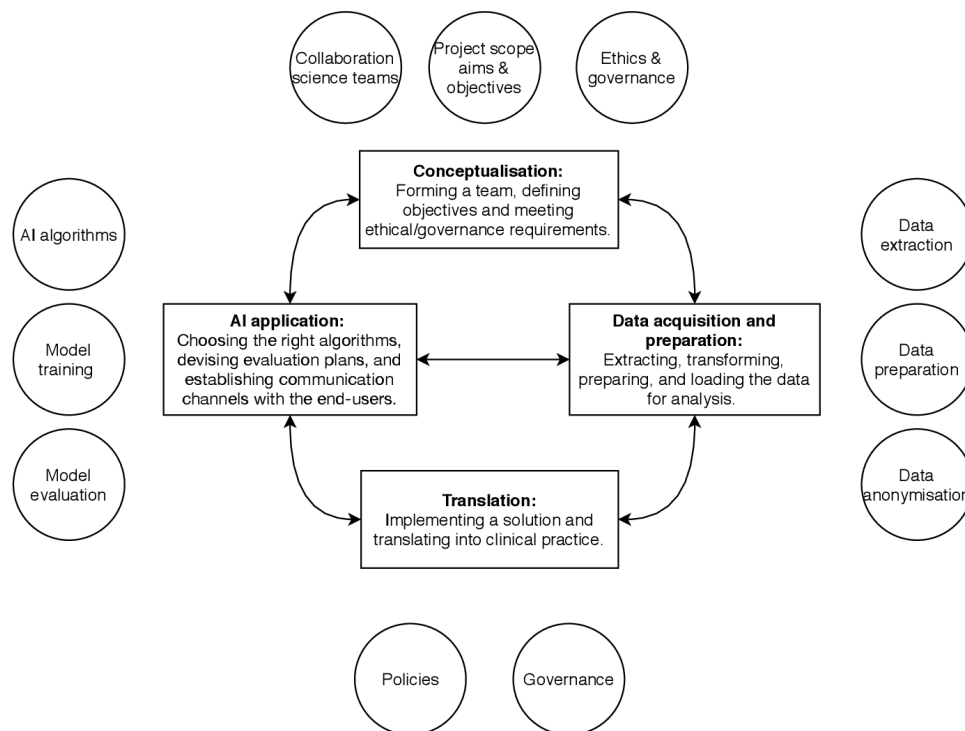 Collaboration
science teams
Project scope
aims &
objectives
Ethics &
governance
Conceptualisation:
Forming a team, defining
objectives and meeting
ethical/governance requirements.
AI algorithms
Model
training
Model
evaluation
AI application:
Choosing the right algorithms,
devising evaluation plans, and
establishing communication
channels with the end-users.
Data acquisition and
preparation:
Extracting, transforming,
preparing, and loading the data
for analysis.
Data
extraction
Data
preparation
Data
anonymisation
Translation:
Implementing a solution and
translating into clinical practice.
Policies
Governance